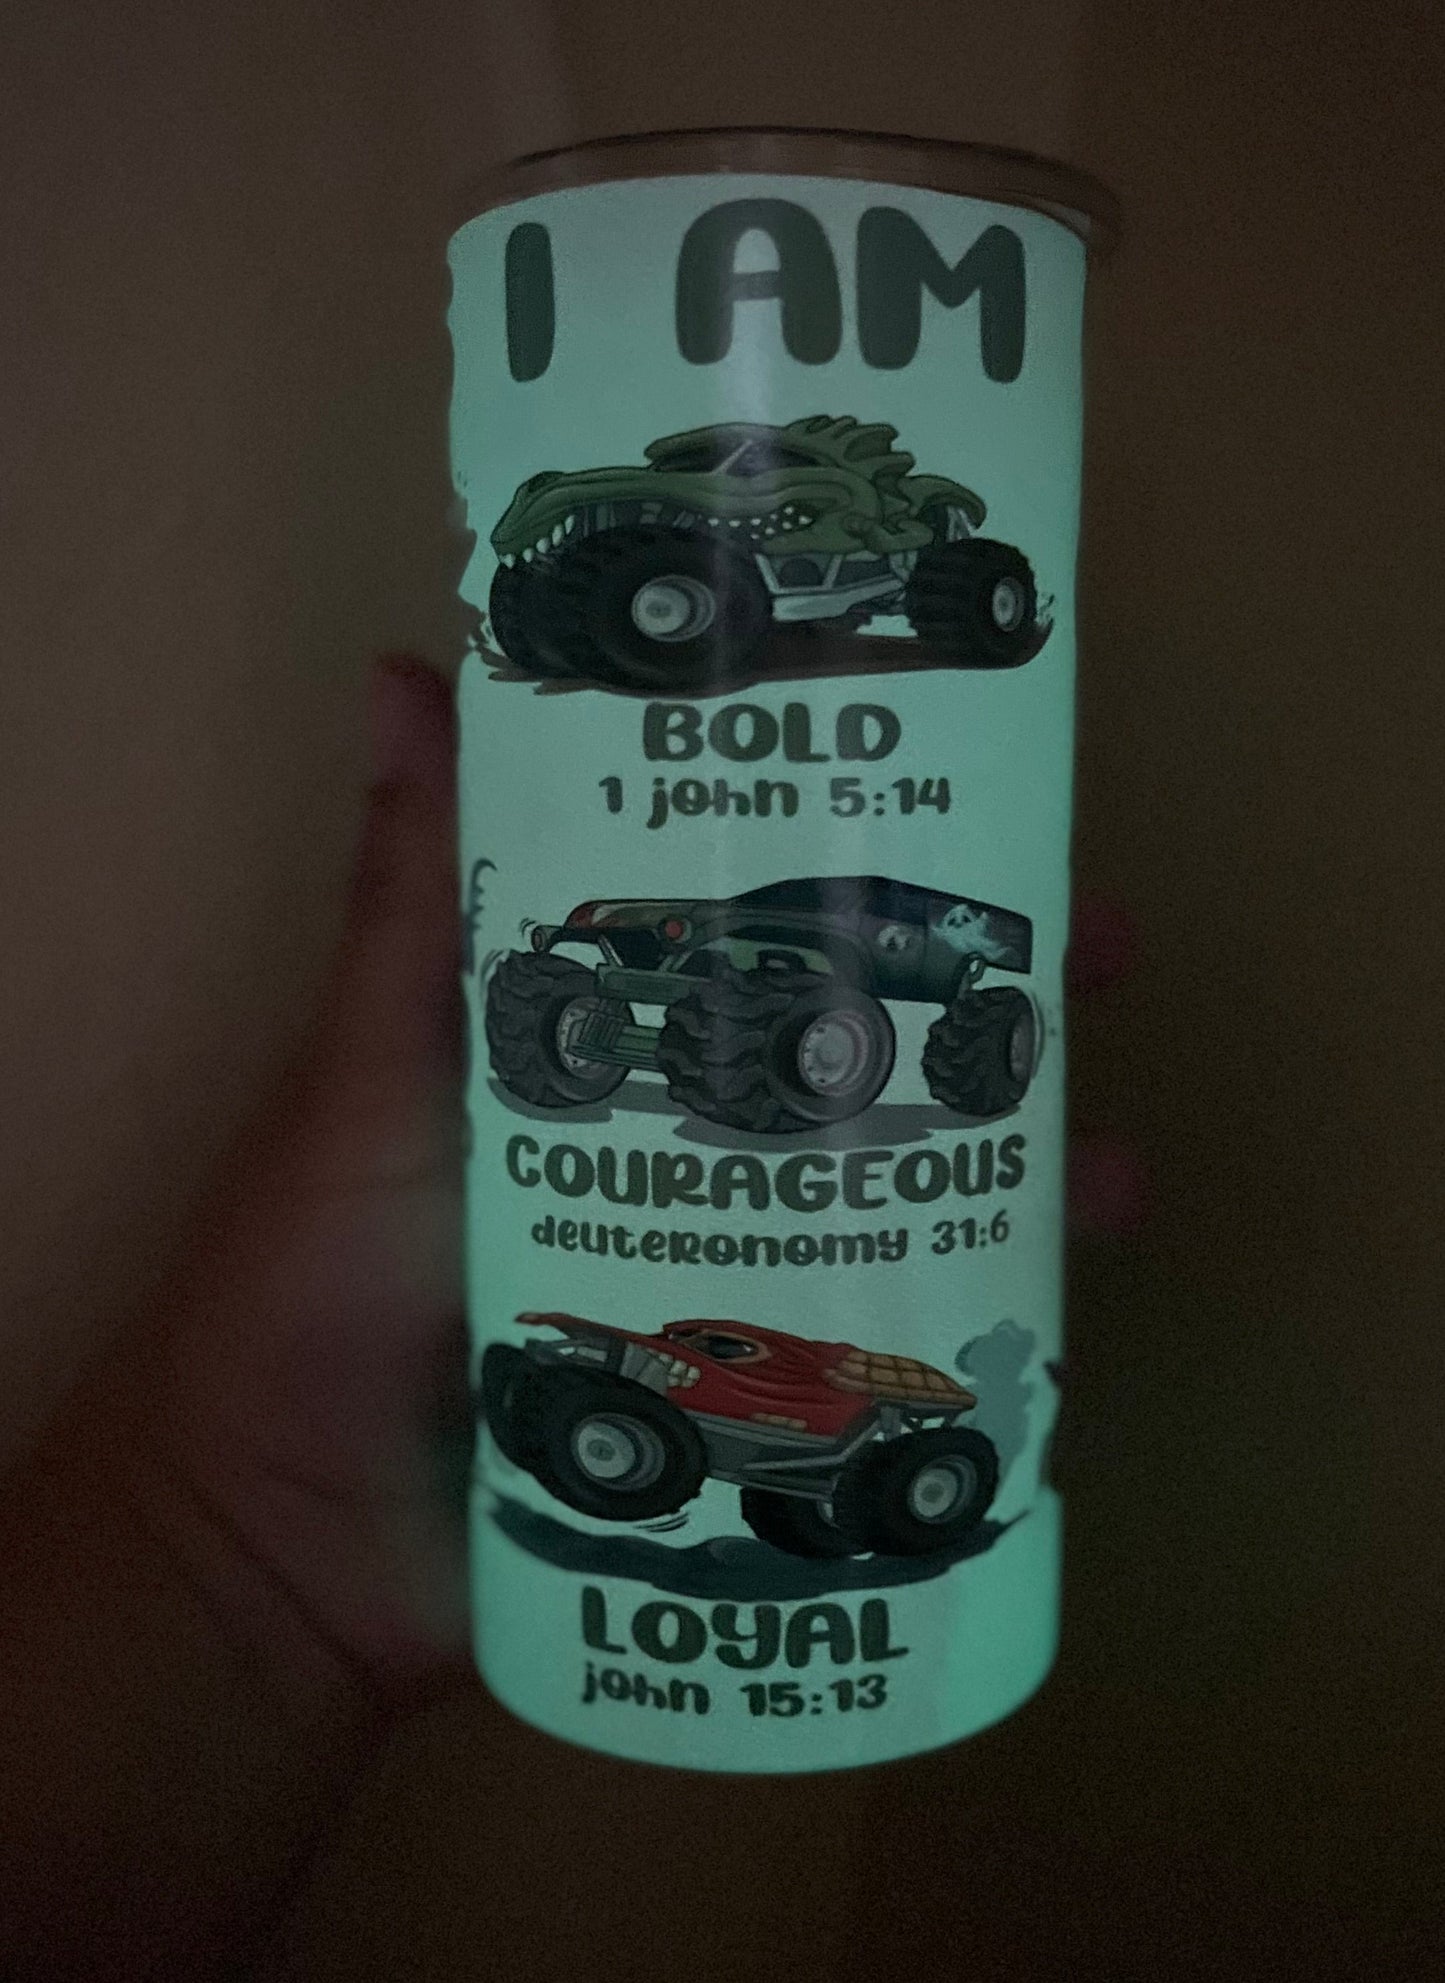 I AM
BOLD
1 john 5:14
COURAGEOUS
deuteronomy 31:6
LOYAL
john 15:13